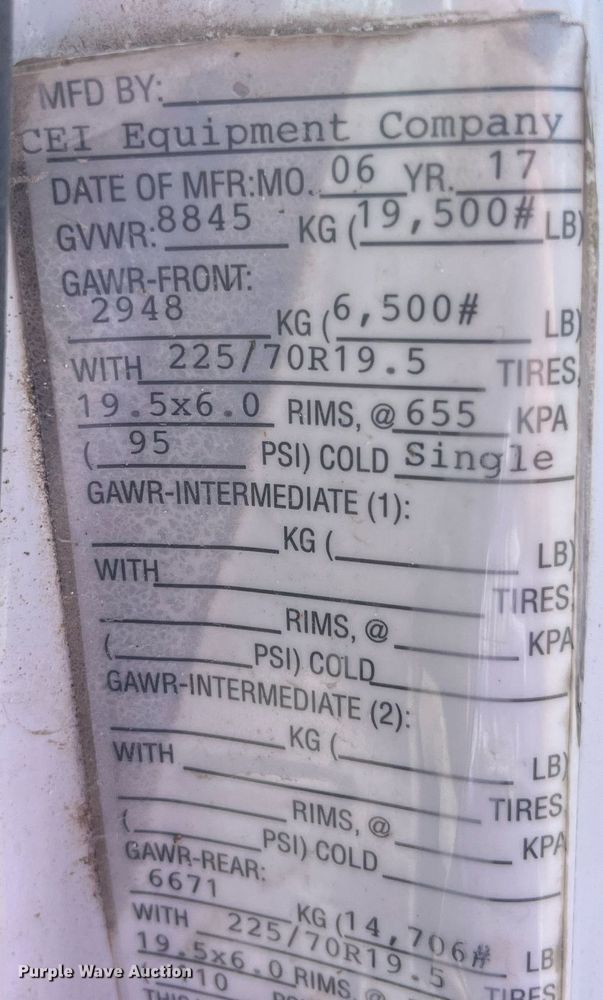 MFD BY:
CEI Equipment Company
DATE OF MFR:MO. 06 YR. 17
GVWR: 8845 KG (19,500# LB)
GAWR-FRONT:
2948 KG (6,500# LB)
WITH 225/70R19.5 TIRES,
19.5x6.0 RIMS, @ 655 KPA
( 95 PSI) COLD Single
GAWR-INTERMEDIATE (1):
KG ( LB)
WITH TIRES,
RIMS, @ KPA
( PSI) COLD
GAWR-INTERMEDIATE (2):
KG ( LB)
WITH TIRES,
RIMS, @ KPA
( PSI) COLD
GAWR-REAR:
6671 KG (14,706# LB
WITH 225/70R19.5 TIRES
19.5x6.0 RIMS, @
Purple Wave Auction